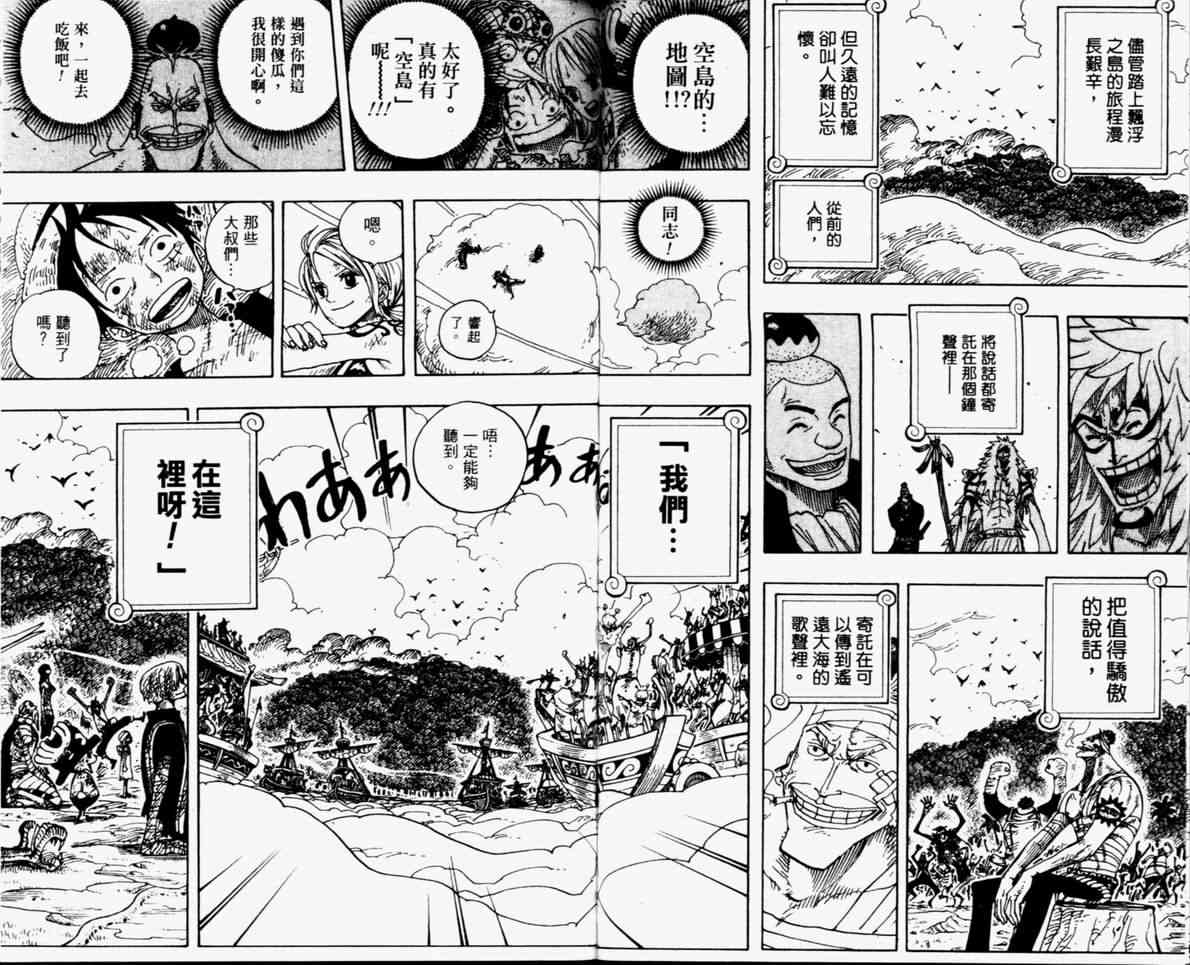 儘管踏上飄浮
之島的旅程漫
長艱辛，
但久遠的記憶
卻叫人難以忘
懷。
從前的
人們，
將說話都寄
託在那個鐘
聲裡——
把值得驕傲
的說話，
寄託在可
以傳到遙
遠大海的
歌聲裡。
空島的…
地圖!!?
太好了。
真的有
「空島」
呢——!!!
遇到你們這
樣的傻瓜，
我很開心啊。
來，一起去
吃飯吧！
同志！
響起
了。
嗯。
那些
大叔們…
聽到了
嗎？
「我們…
唔…
一定能夠
聽到。
わあああああ
在這
裡呀！」